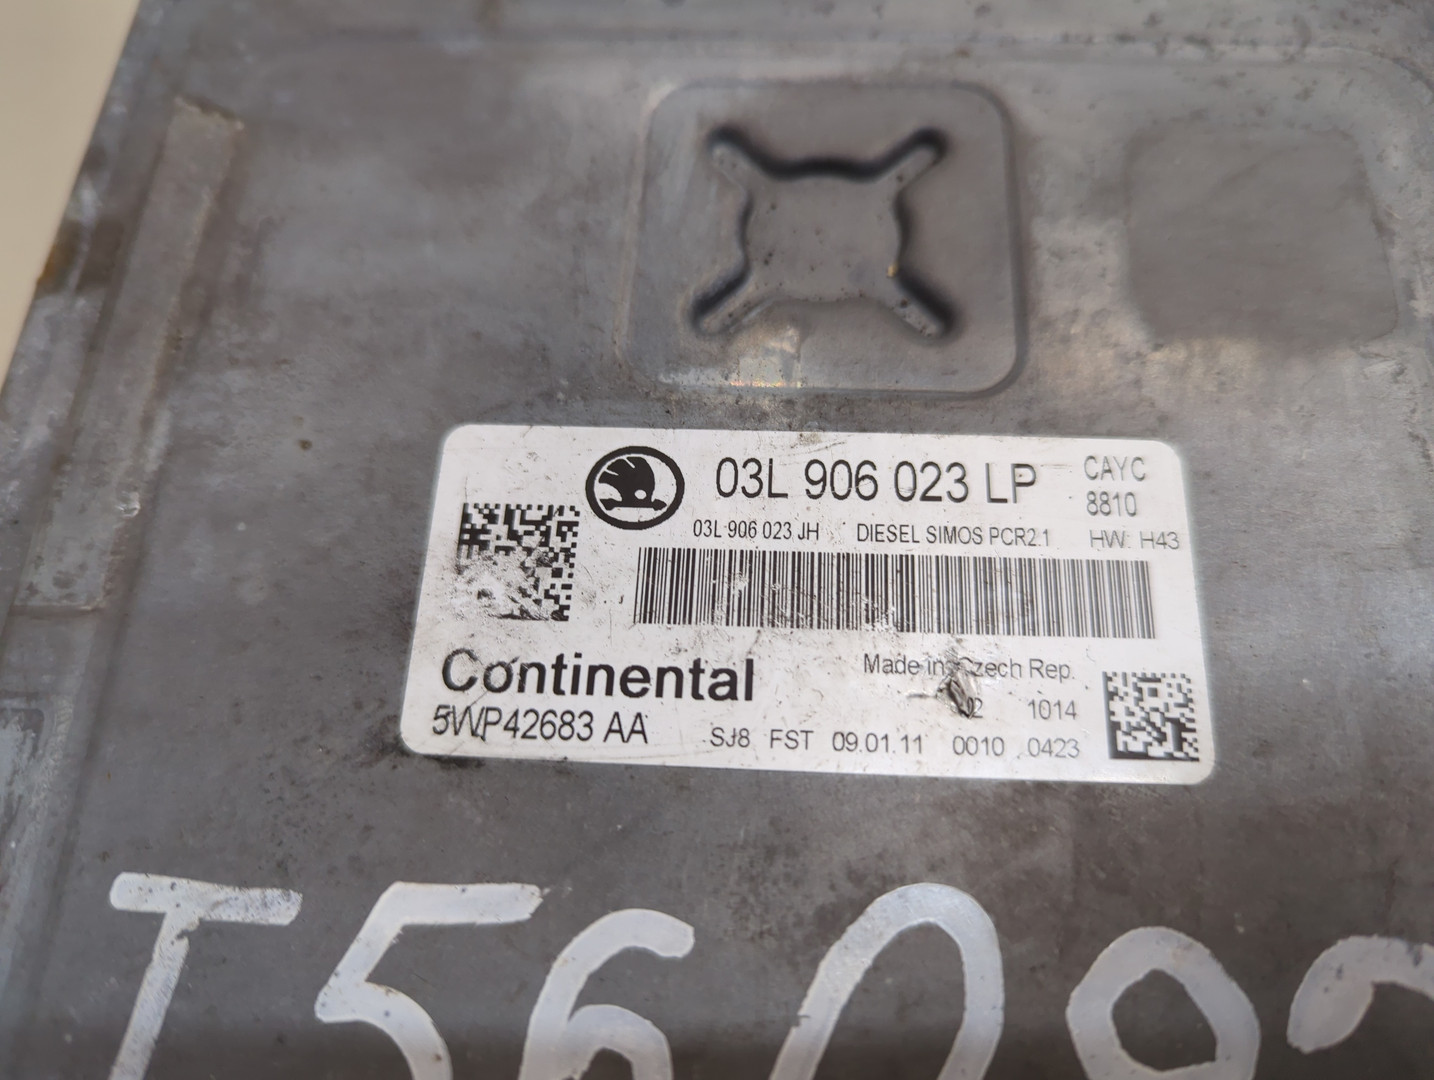 03L 906 023 LP CAYC
8810
03L 906 023 JH DIESEL SIMOS PCR2.1 HW: H43
Continental Made in Czech Rep.
1014
5WP42683 AA SJ8 FST 09.01.11 0010 0423